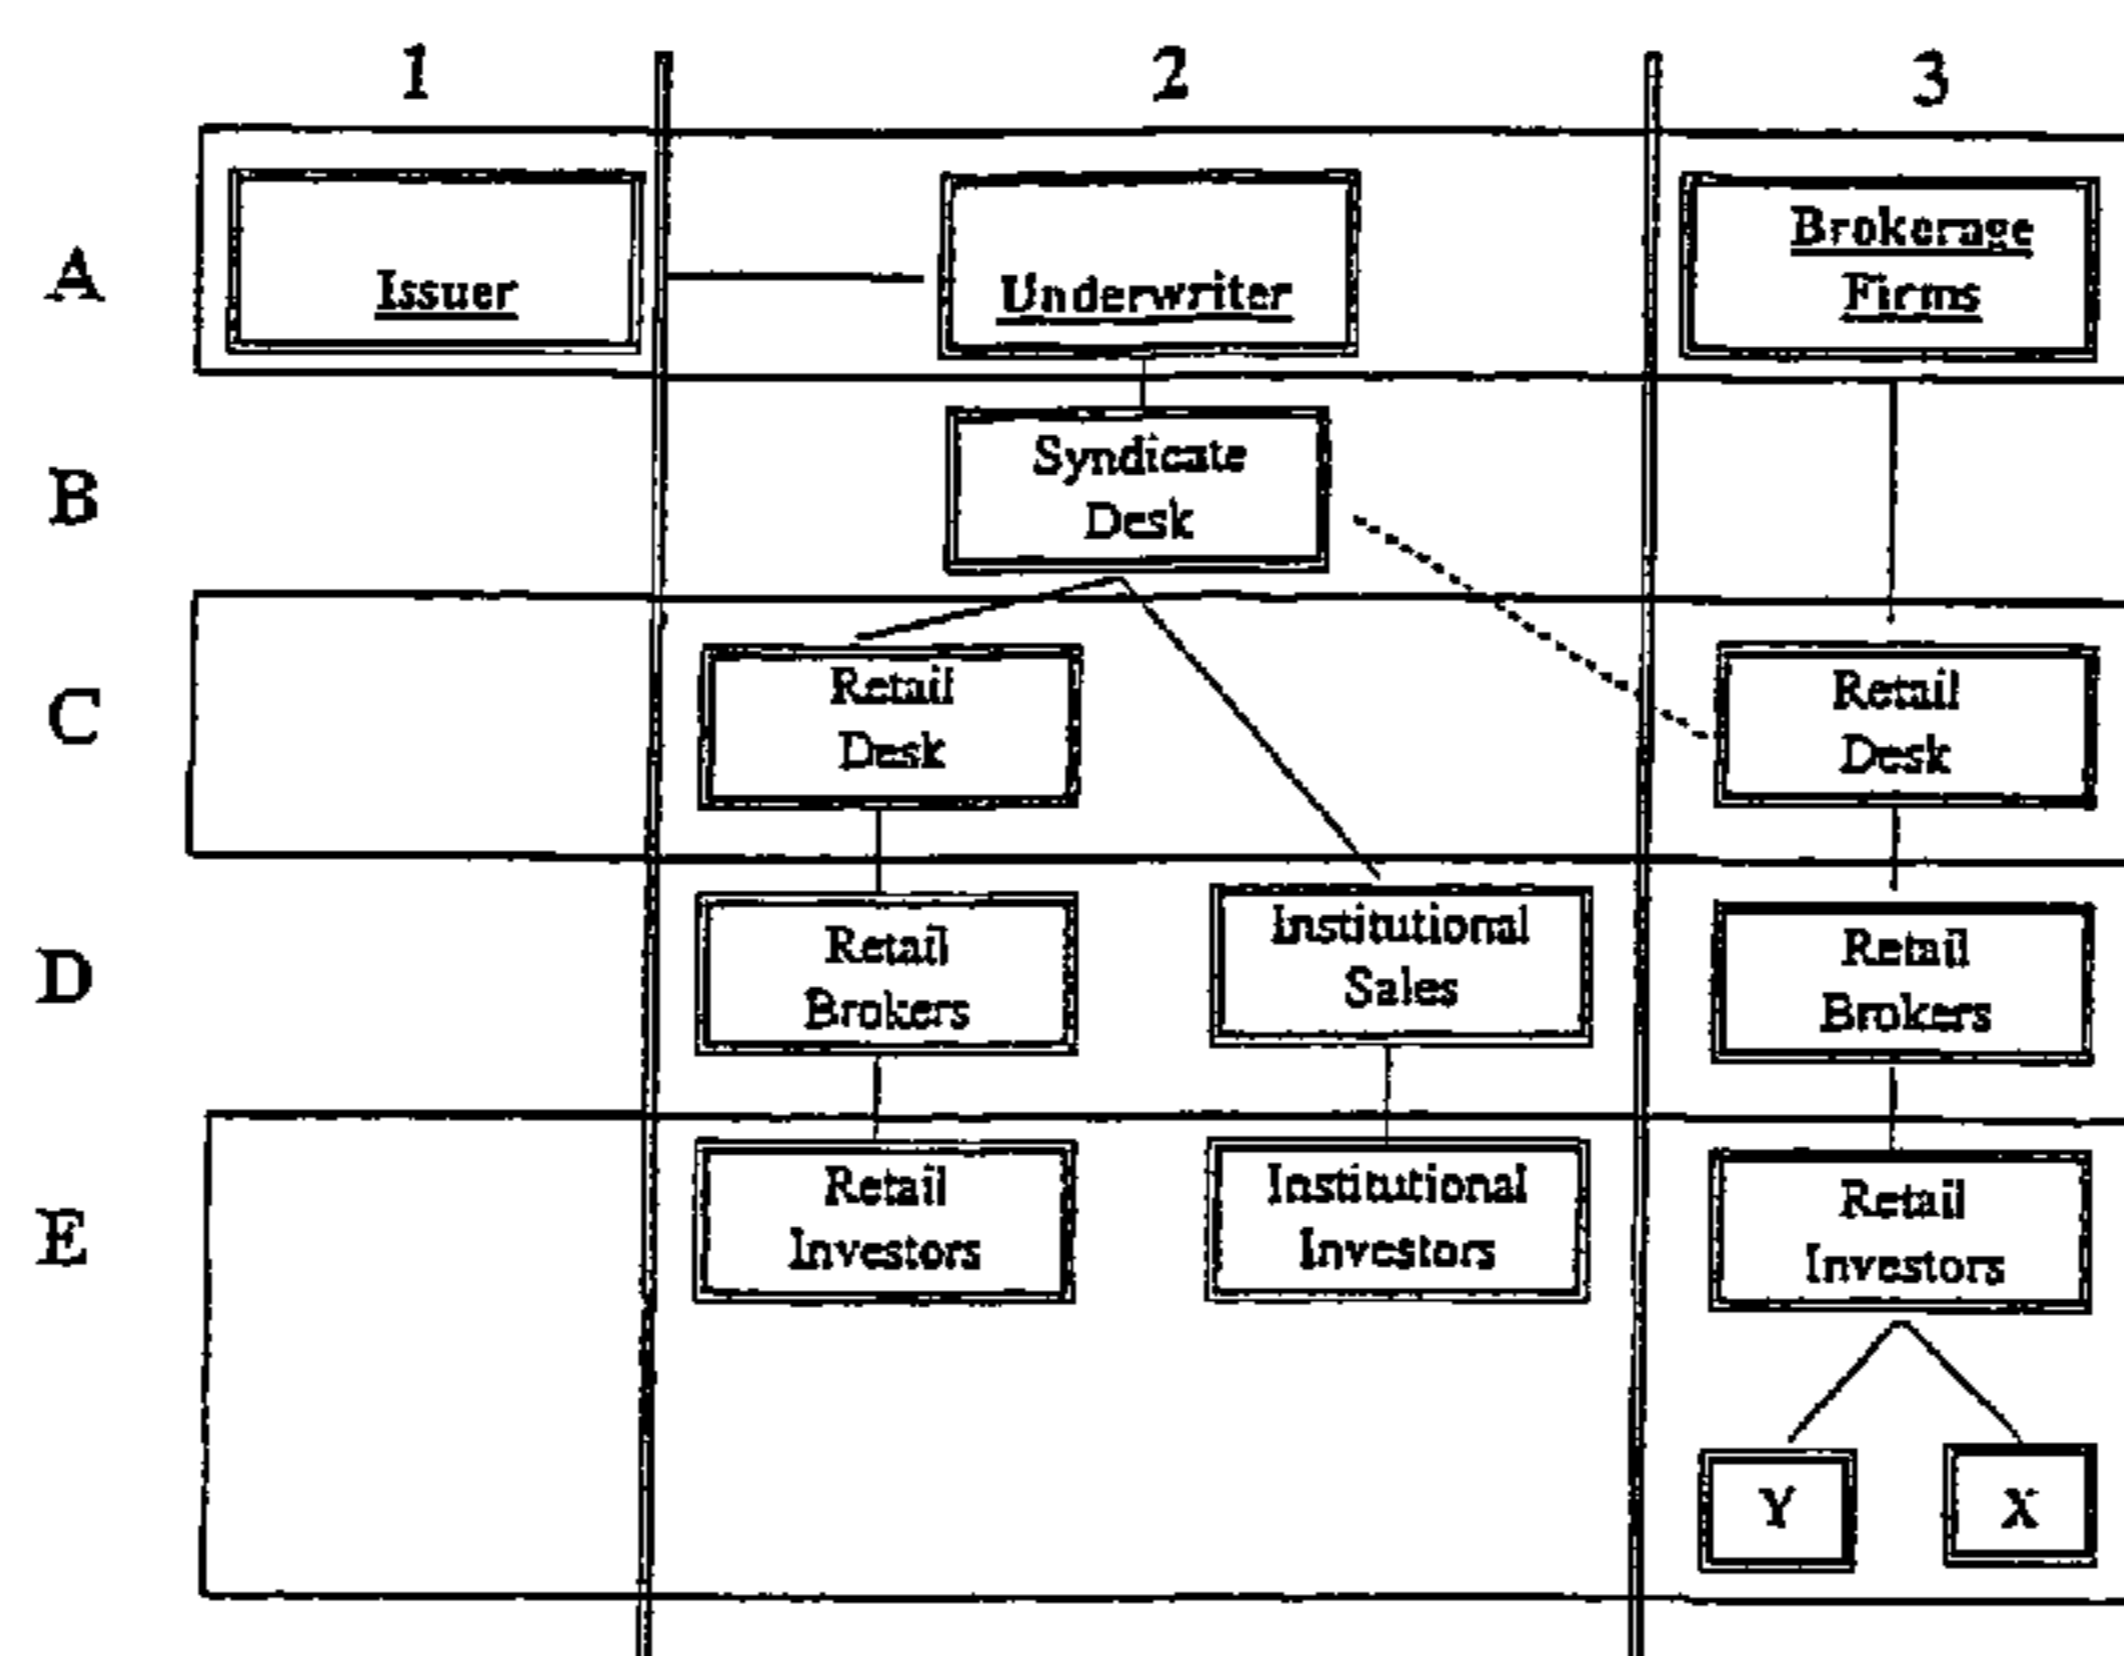 1 2 3
A
Issuer
Underwriter
Brokerage
Firms
B
Syndicate
Desk
C
Retail
Desk
Retail
Desk
D
Retail
Brokers
Institutional
Sales
Retail
Brokers
E
Retail
Investors
Institutional
Investors
Retail
Investors
Y
X